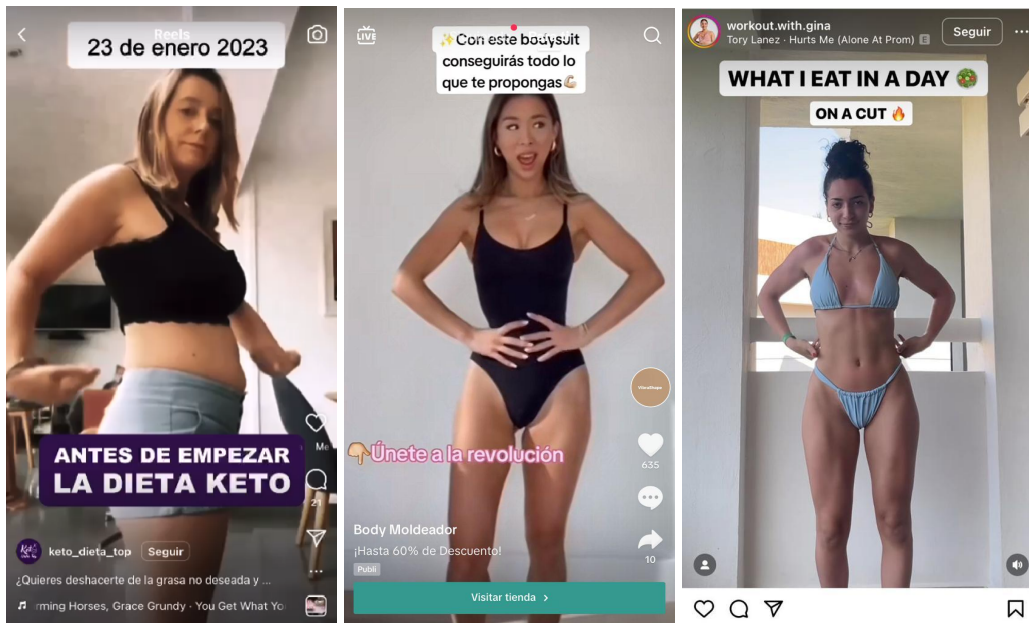 Reels
23 de enero 2023
ANTES DE EMPEZAR
LA DIETA KETO
Me
21
keto_dieta_top
Seguir
¿Quieres deshacerte de la grasa no deseada y ...
rming Horses, Grace Grundy · You Get What Yo
LIVE
✨Con este bodysuit
conseguirás todo lo
que te propongas💪🏼
👇🏼Únete a la revolución
635
10
Body Moldeador
¡Hasta 60% de Descuento!
Publi
Visitar tienda >
workout.with.gina
Tory Lanez · Hurts Me (Alone At Prom) E
Seguir
WHAT I EAT IN A DAY 🥗
ON A CUT 🔥